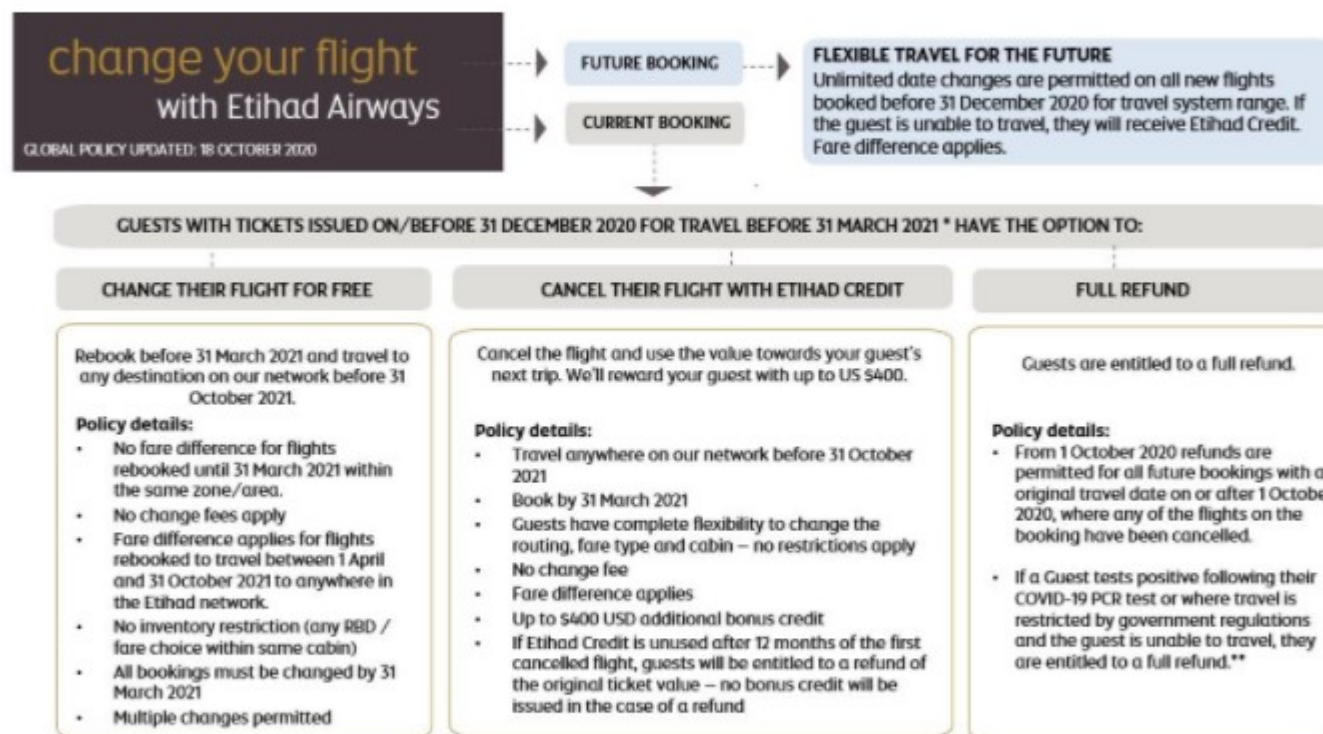 change your flight
with Etihad Airways
GLOBAL POLICY UPDATED: 18 OCTOBER 2020
FUTURE BOOKING
CURRENT BOOKING
FLEXIBLE TRAVEL FOR THE FUTURE
Unlimited date changes are permitted on all new flights
booked before 31 December 2020 for travel system range. If
the guest is unable to travel, they will receive Etihad Credit.
Fare difference applies.
GUESTS WITH TICKETS ISSUED ON/BEFORE 31 DECEMBER 2020 FOR TRAVEL BEFORE 31 MARCH 2021 * HAVE THE OPTION TO:
CHANGE THEIR FLIGHT FOR FREE
Rebook before 31 March 2021 and travel to
any destination on our network before 31
October 2021.
Policy details:
• No fare difference for flights
rebooked until 31 March 2021 within
the same zone/area.
• No change fees apply
• Fare difference applies for flights
rebooked to travel between 1 April
and 31 October 2021 to anywhere in
the Etihad network.
• No inventory restriction (any RBD /
fare choice within same cabin)
• All bookings must be changed by 31
March 2021
• Multiple changes permitted
CANCEL THEIR FLIGHT WITH ETIHAD CREDIT
Cancel the flight and use the value towards your guest's
next trip. We'll reward your guest with up to US $400.
Policy details:
• Travel anywhere on our network before 31 October
2021
• Book by 31 March 2021
• Guests have complete flexibility to change the
routing, fare type and cabin – no restrictions apply
• No change fee
• Fare difference applies
• Up to $400 USD additional bonus credit
• If Etihad Credit is unused after 12 months of the first
cancelled flight, guests will be entitled to a refund of
the original ticket value – no bonus credit will be
issued in the case of a refund
FULL REFUND
Guests are entitled to a full refund.
Policy details:
• From 1 October 2020 refunds are
permitted for all future bookings with a
original travel date on or after 1 Octobe
2020, where any of the flights on the
booking have been cancelled.
• If a Guest tests positive following their
COVID-19 PCR test or where travel is
restricted by government regulations
and the guest is unable to travel, they
are entitled to a full refund.**